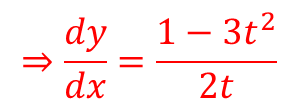 ⇒ dy/dx = (1 − 3t²)/(2t)